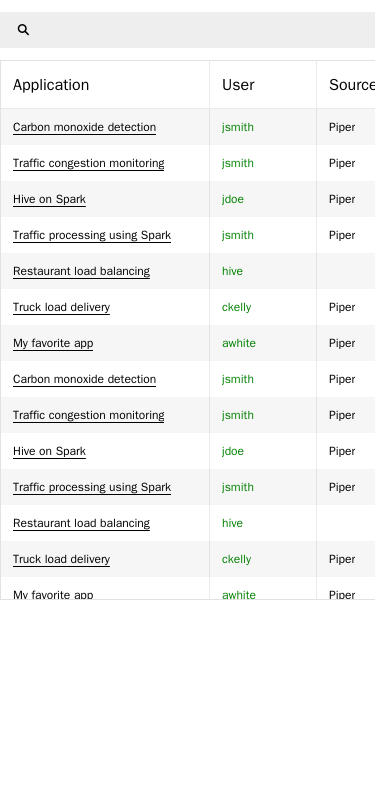 Application User Source
Carbon monoxide detection jsmith Piper
Traffic congestion monitoring jsmith Piper
Hive on Spark jdoe Piper
Traffic processing using Spark jsmith Piper
Restaurant load balancing hive
Truck load delivery ckelly Piper
My favorite app awhite Piper
Carbon monoxide detection jsmith Piper
Traffic congestion monitoring jsmith Piper
Hive on Spark jdoe Piper
Traffic processing using Spark jsmith Piper
Restaurant load balancing hive
Truck load delivery ckelly Piper
My favorite app awhite Piper